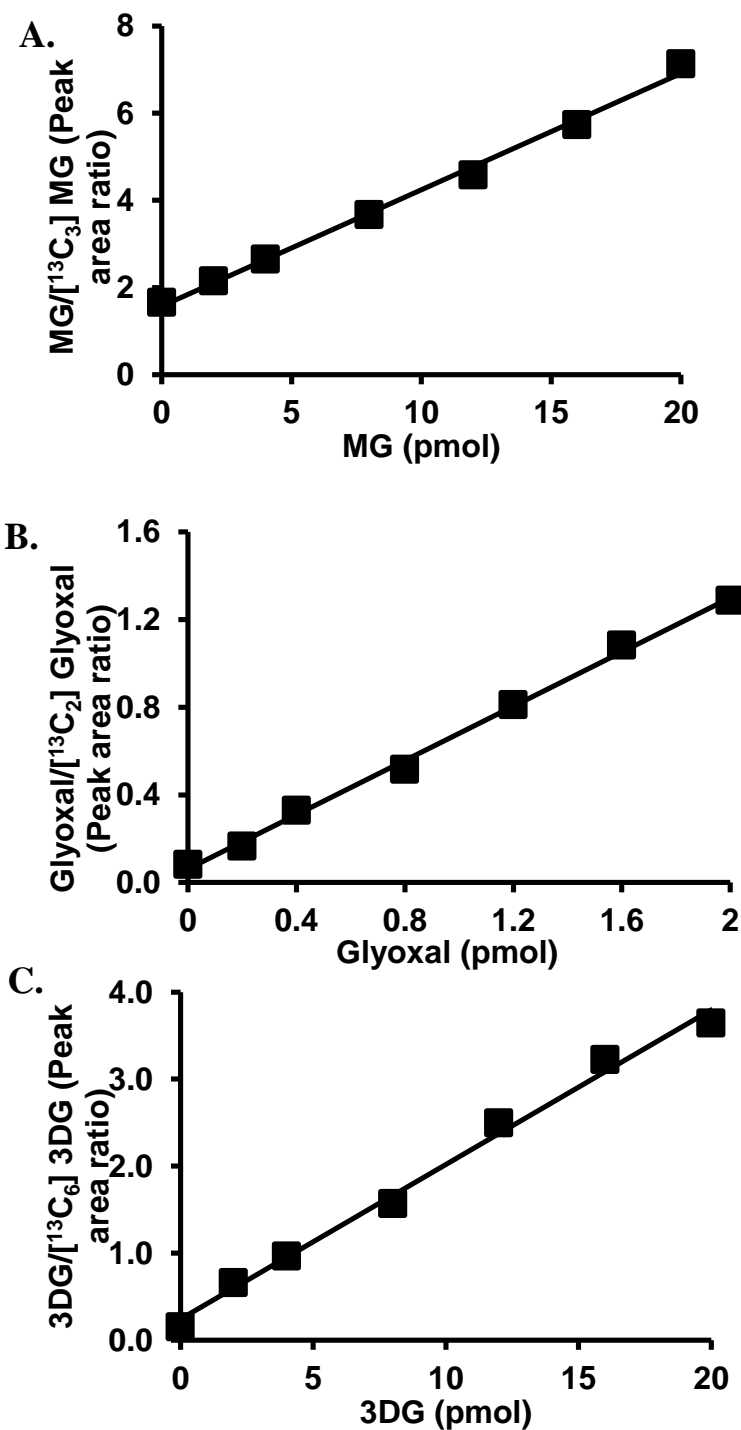 A.
MG/[¹³C₃] MG (Peak
area ratio)
8
6
4
2
0
0 5 10 15 20
MG (pmol)
B.
Glyoxal/[¹³C₂] Glyoxal
(Peak area ratio)
1.6
1.2
0.8
0.4
0.0
0 0.4 0.8 1.2 1.6 2
Glyoxal (pmol)
C.
3DG/[¹³C₆] 3DG (Peak
area ratio)
4.0
3.0
2.0
1.0
0.0
0 5 10 15 20
3DG (pmol)